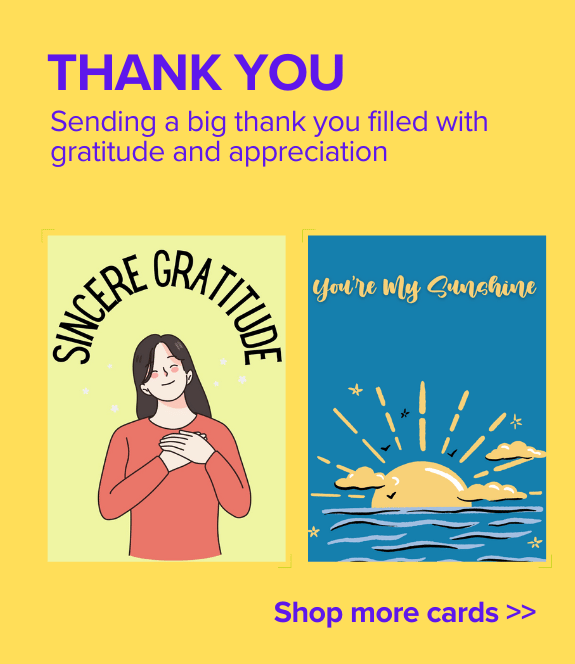 THANK YOU
Sending a big thank you filled with
gratitude and appreciation
SINCERE GRATITUDE
You're My Sunshine
Shop more cards >>